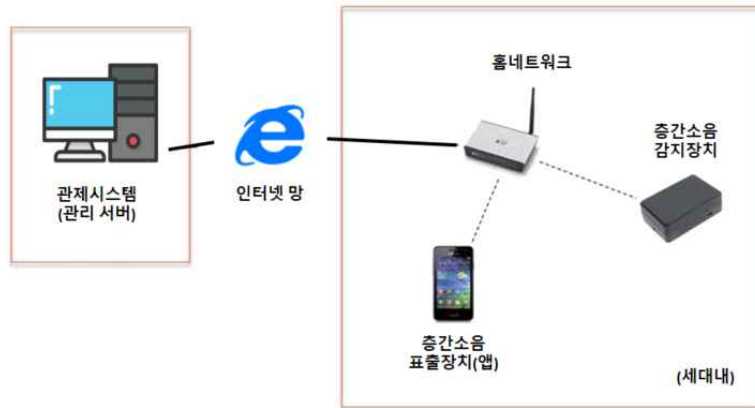 홈네트워크
층간소음
감지장치
관제시스템
(관리 서버)
인터넷 망
층간소음
표출장치(앱)
(세대내)